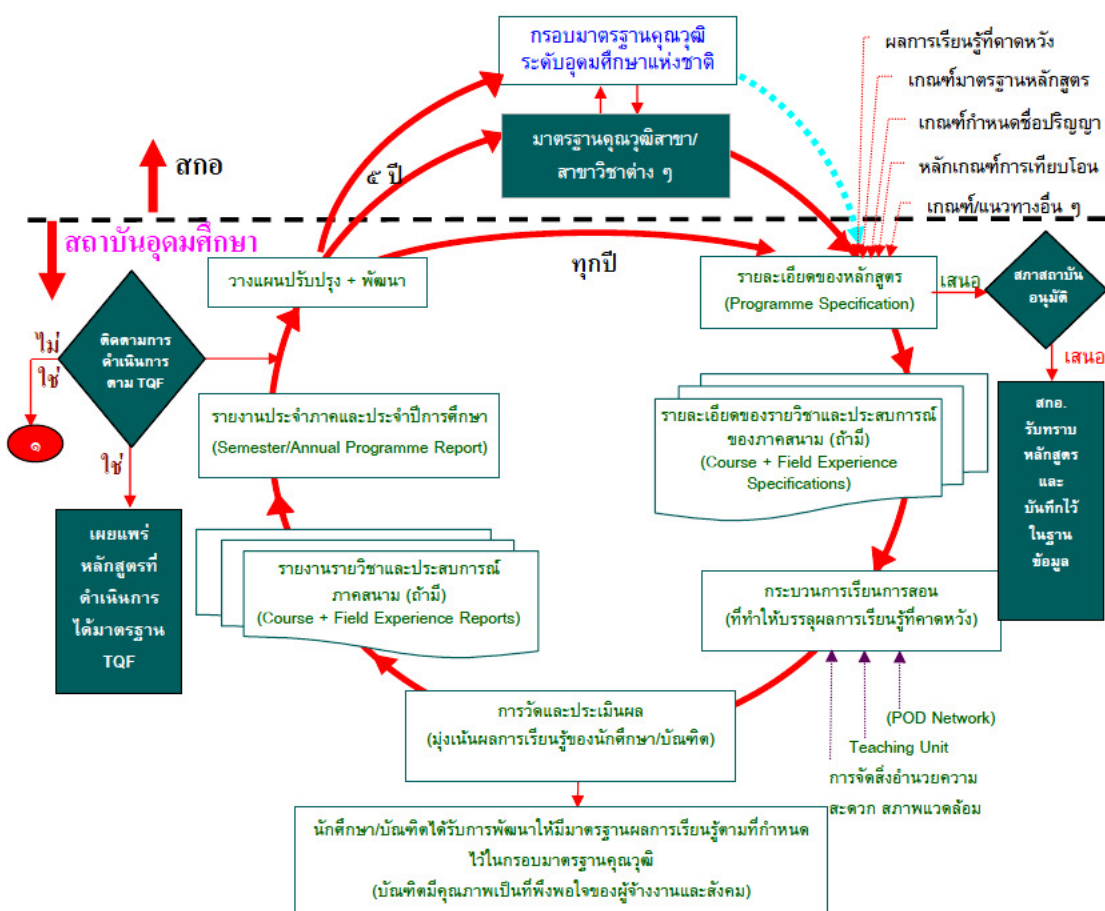 กรอบมาตรฐานคุณวุฒิ
ระดับอุดมศึกษาแห่งชาติ
ผลการเรียนรู้ที่คาดหวัง
เกณฑ์มาตรฐานหลักสูตร
เกณฑ์กำหนดชื่อปริญญา
หลักเกณฑ์การเทียบโอน
เกณฑ์/แนวทางอื่น ๆ
มาตรฐานคุณวุฒิสาขา/
สาขาวิชาต่าง ๆ
สกอ
๕ ปี
สถาบันอุดมศึกษา
ทุกปี
วางแผนปรับปรุง + พัฒนา
รายละเอียดของหลักสูตร
(Programme Specification)
เสนอ
สภาสถาบัน
อนุมัติ
เสนอ
ติดตามการ
ดำเนินการ
ตาม TQF
ไม่
ใช่
๑
ใช่
รายงานประจำภาคและประจำปีการศึกษา
(Semester/Annual Programme Report)
รายละเอียดของรายวิชาและประสบการณ์
ของภาคสนาม (ถ้ามี)
(Course + Field Experience
Specifications)
สกอ.
รับทราบ
หลักสูตร
และ
บันทึกไว้
ในฐาน
ข้อมูล
เผยแพร่
หลักสูตรที่
ดำเนินการ
ได้มาตรฐาน
TQF
รายงานรายวิชาและประสบการณ์
ภาคสนาม (ถ้ามี)
(Course + Field Experience Reports)
กระบวนการเรียนการสอน
(ที่ทำให้บรรลุผลการเรียนรู้ที่คาดหวัง)
การวัดและประเมินผล
(มุ่งเน้นผลการเรียนรู้ของนักศึกษา/บัณฑิต)
(POD Network)
Teaching Unit
การจัดสิ่งอำนวยความ
สะดวก สภาพแวดล้อม
นักศึกษา/บัณฑิตได้รับการพัฒนาให้มีมาตรฐานผลการเรียนรู้ตามที่กำหนด
ไว้ในกรอบมาตรฐานคุณวุฒิ
(บัณฑิตมีคุณภาพเป็นที่พึงพอใจของผู้จ้างงานและสังคม)